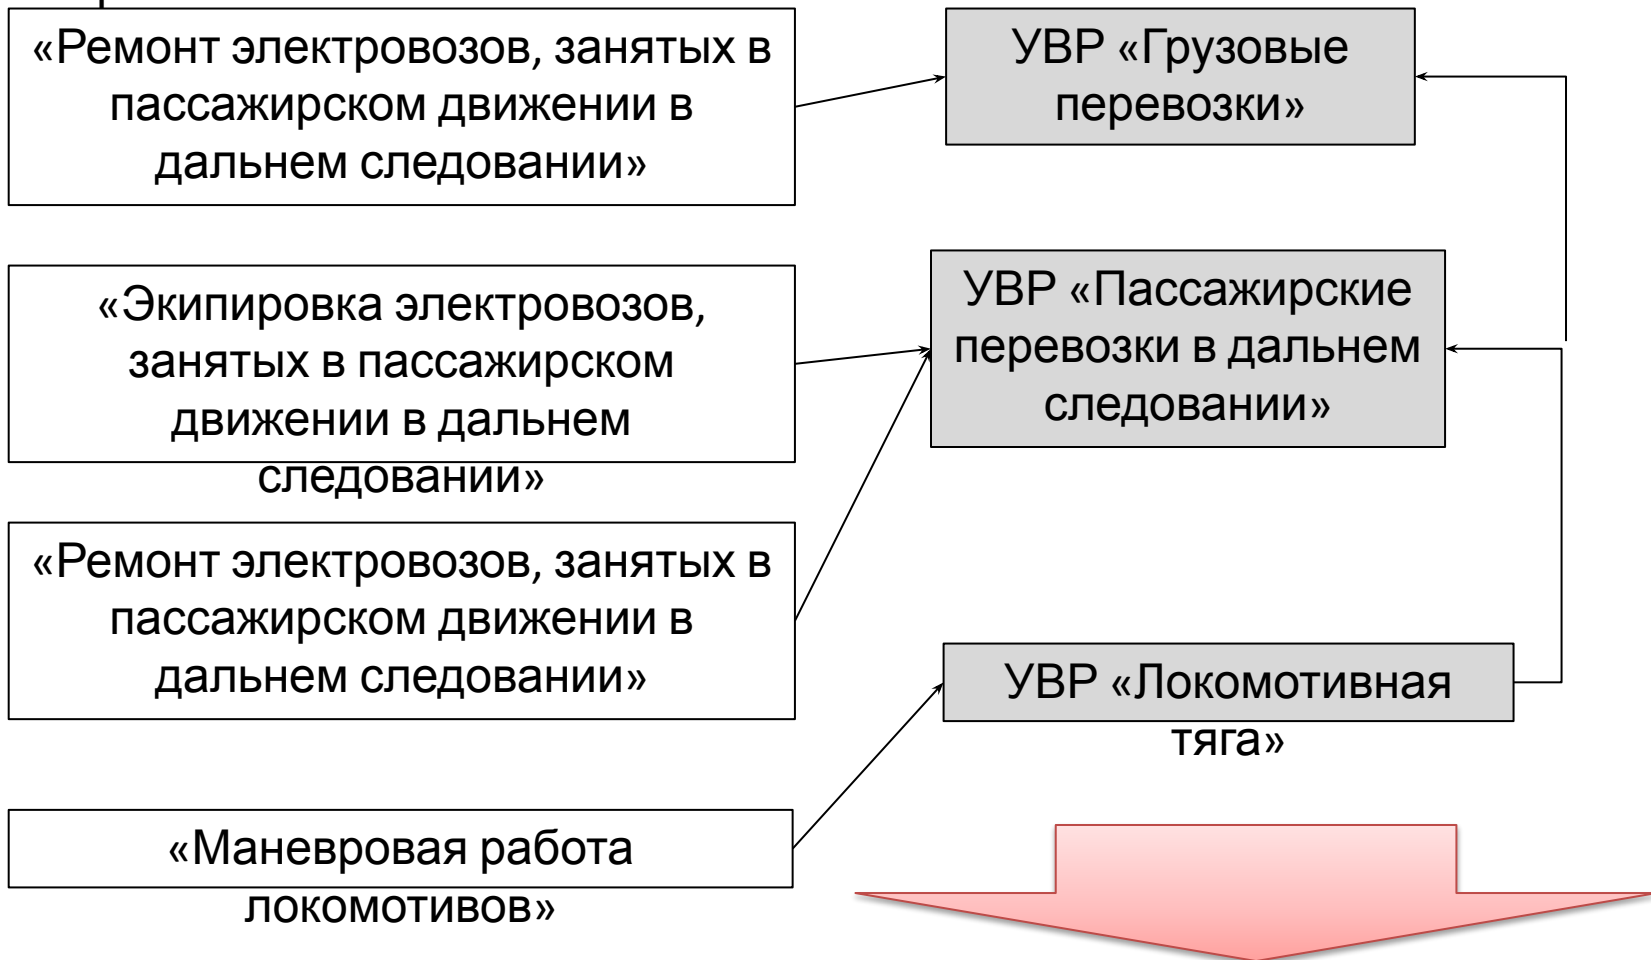 «Ремонт электровозов, занятых в
пассажирском движении в
дальнем следовании»
УВР «Грузовые
перевозки»
«Экипировка электровозов,
занятых в пассажирском
движении в дальнем
следовании»
УВР «Пассажирские
перевозки в дальнем
следовании»
«Ремонт электровозов, занятых в
пассажирском движении в
дальнем следовании»
УВР «Локомотивная
тяга»
«Маневровая работа
локомотивов»